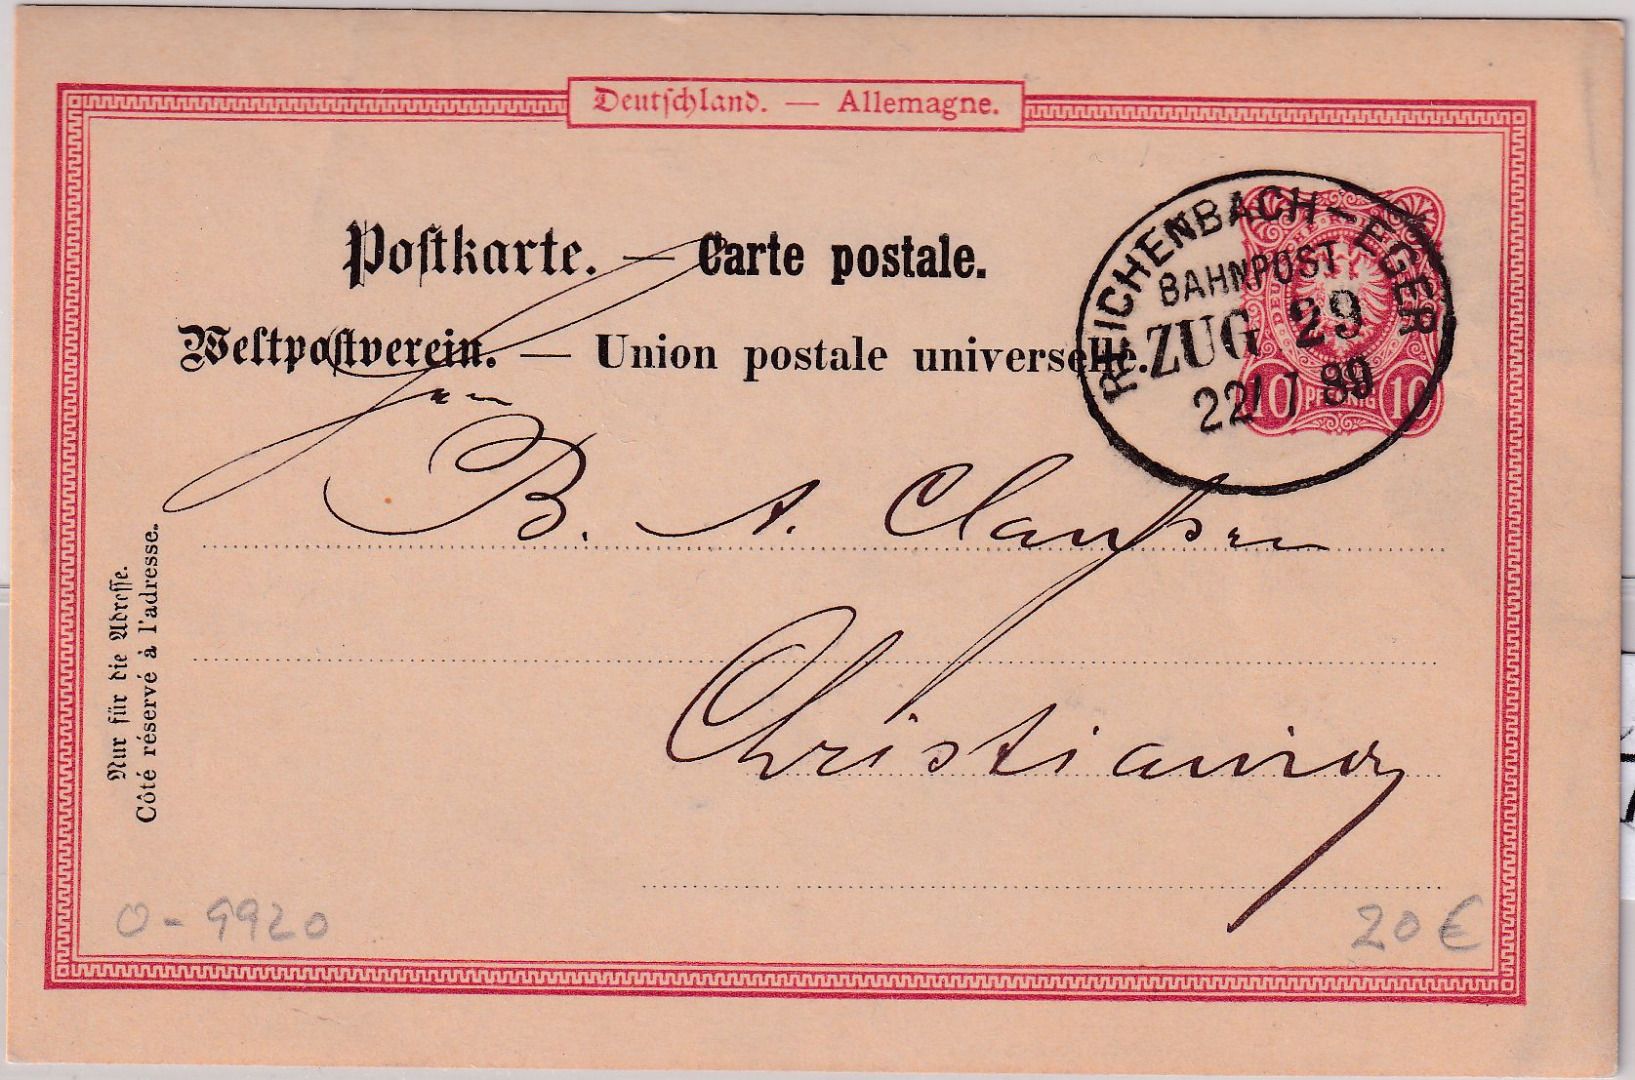 Deutschland. — Allemagne.
Postkarte. — Carte postale.
Weltpostverein. — Union postale universelle.
REICHENBACH - EGER
BAHNPOST
ZUG 29
22/ 7 89
10 PFENNIG 10
B. A. Clausen
Christiania
Nur für die Adresse.
Côté réservé à l'adresse.
0-9920
20€